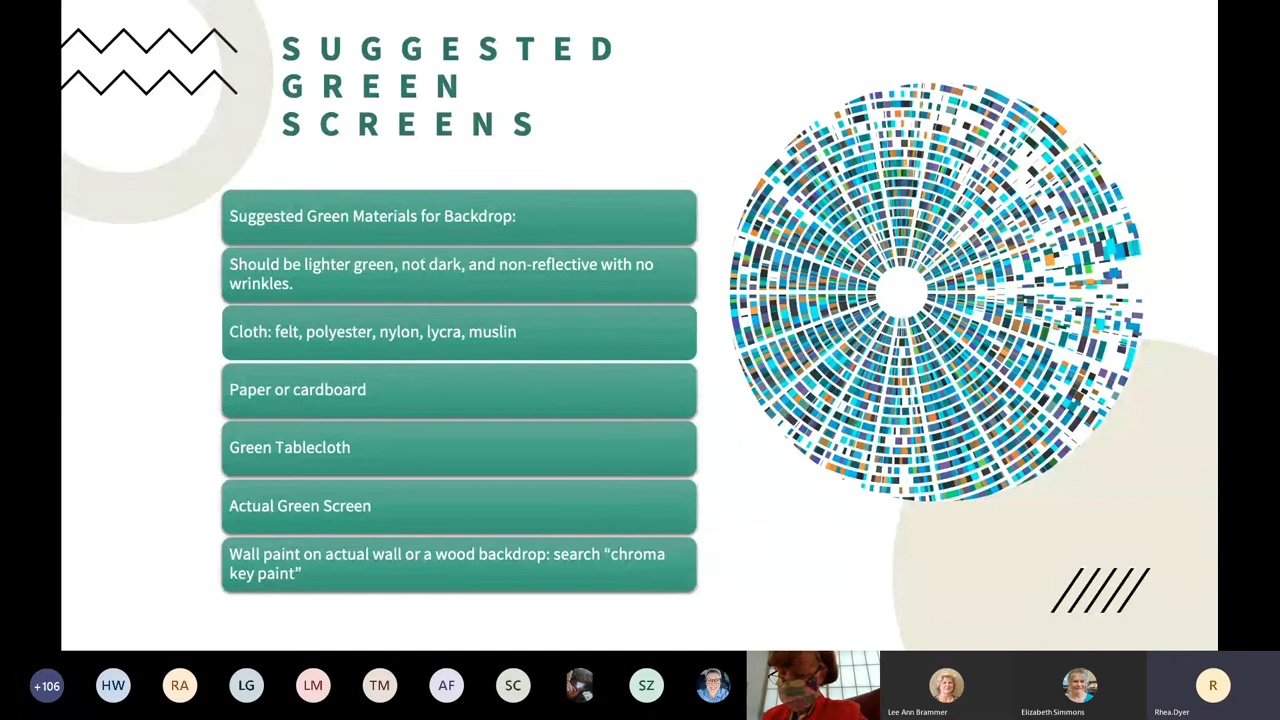 SUGGESTED
GREEN
SCREENS
Suggested Green Materials for Backdrop:
Should be lighter green, not dark, and non-reflective with no
wrinkles.
Cloth: felt, polyester, nylon, lycra, muslin
Paper or cardboard
Green Tablecloth
Actual Green Screen
Wall paint on actual wall or a wood backdrop: search “chroma
key paint”
+106 HW RA LG LM TM AF SC SZ R
Lee Ann Brammer Elizabeth Simmons Rhea.Dyer